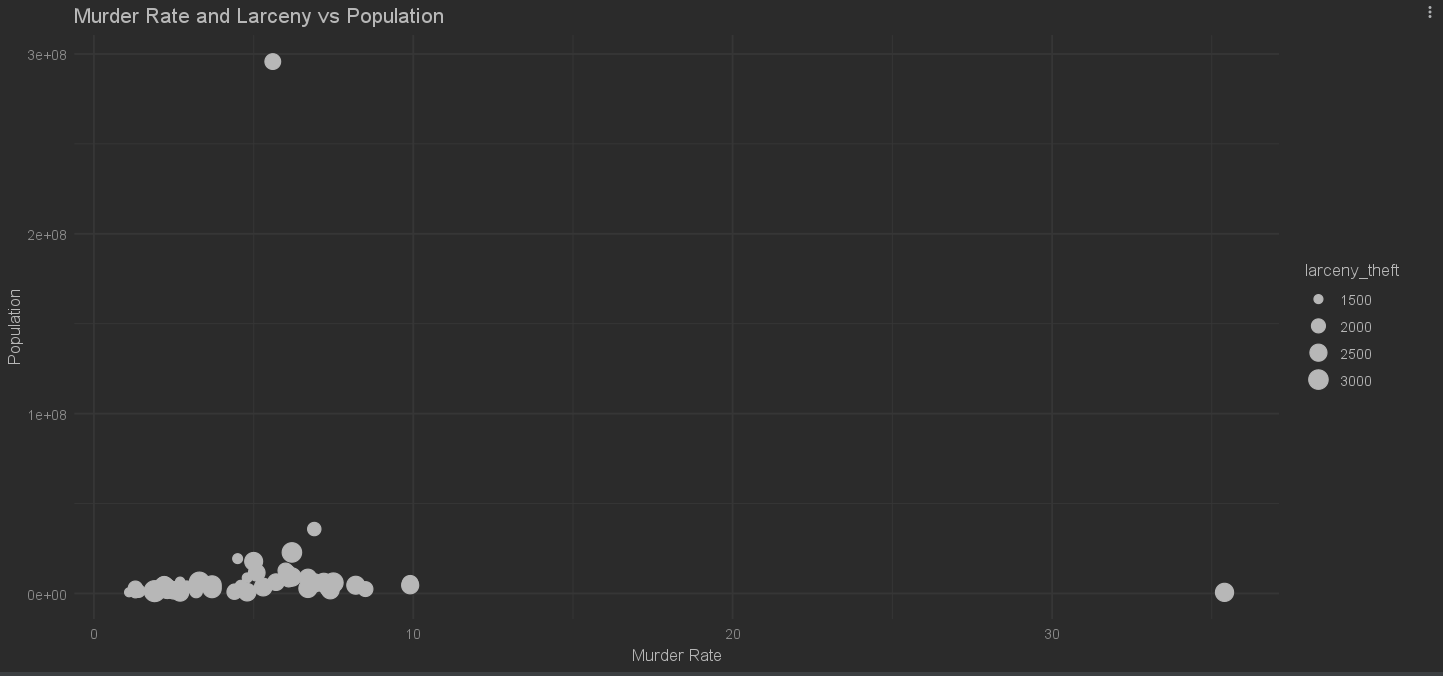 Murder Rate and Larceny vs Population
3e+08
2e+08
1e+08
0e+00
Population
0 10 20 30
Murder Rate
larceny_theft
1500
2000
2500
3000